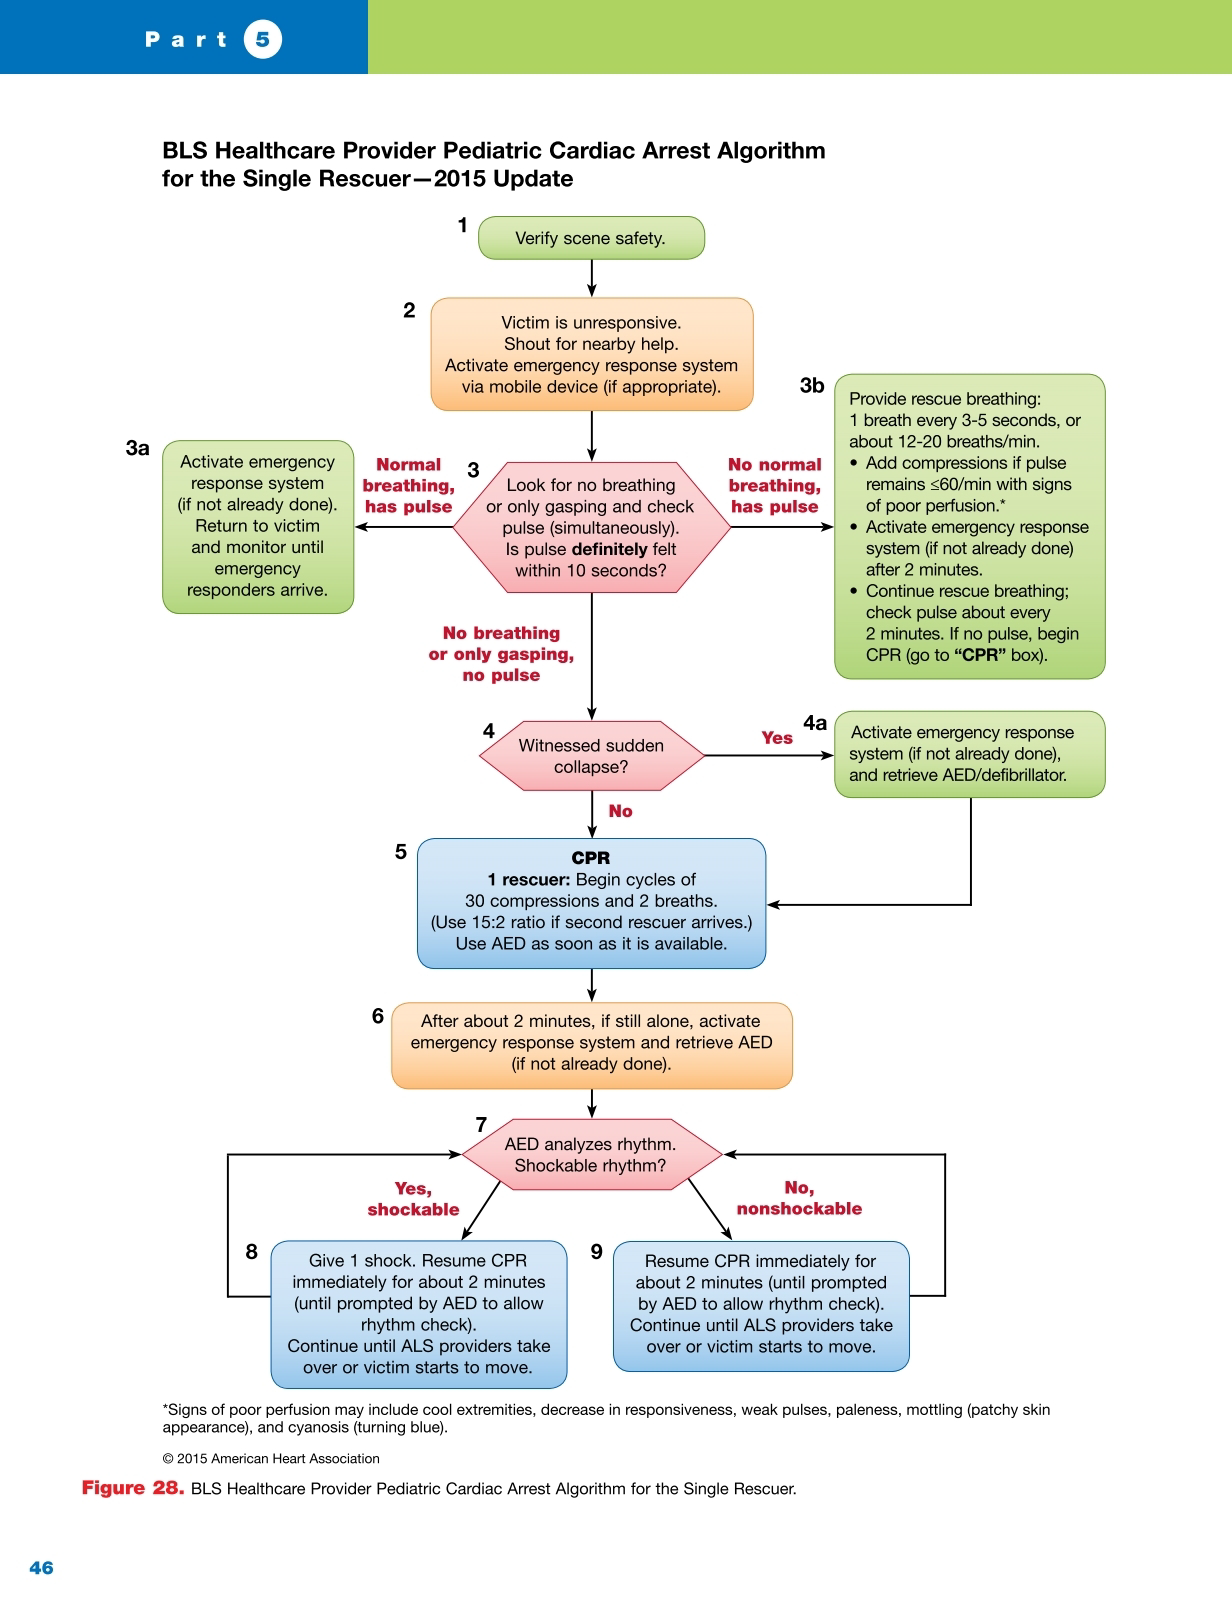 Part 5
BLS Healthcare Provider Pediatric Cardiac Arrest Algorithm
for the Single Rescuer—2015 Update
1
Verify scene safety.
2
Victim is unresponsive.
Shout for nearby help.
Activate emergency response system
via mobile device (if appropriate).
3a
Activate emergency
response system
(if not already done).
Return to victim
and monitor until
emergency
responders arrive.
Normal
breathing,
has pulse
3
Look for no breathing
or only gasping and check
pulse (simultaneously).
Is pulse definitely felt
within 10 seconds?
No normal
breathing,
has pulse
3b
Provide rescue breathing:
1 breath every 3-5 seconds, or
about 12-20 breaths/min.
• Add compressions if pulse
remains ≤60/min with signs
of poor perfusion.*
• Activate emergency response
system (if not already done)
after 2 minutes.
• Continue rescue breathing;
check pulse about every
2 minutes. If no pulse, begin
CPR (go to “CPR” box).
No breathing
or only gasping,
no pulse
4
Witnessed sudden
collapse?
Yes
4a
Activate emergency response
system (if not already done),
and retrieve AED/defibrillator.
No
5
CPR
1 rescuer: Begin cycles of
30 compressions and 2 breaths.
(Use 15:2 ratio if second rescuer arrives.)
Use AED as soon as it is available.
6
After about 2 minutes, if still alone, activate
emergency response system and retrieve AED
(if not already done).
7
AED analyzes rhythm.
Shockable rhythm?
Yes,
shockable
No,
nonshockable
8
Give 1 shock. Resume CPR
immediately for about 2 minutes
(until prompted by AED to allow
rhythm check).
Continue until ALS providers take
over or victim starts to move.
9
Resume CPR immediately for
about 2 minutes (until prompted
by AED to allow rhythm check).
Continue until ALS providers take
over or victim starts to move.
*Signs of poor perfusion may include cool extremities, decrease in responsiveness, weak pulses, paleness, mottling (patchy skin
appearance), and cyanosis (turning blue).
© 2015 American Heart Association
Figure 28. BLS Healthcare Provider Pediatric Cardiac Arrest Algorithm for the Single Rescuer.
46